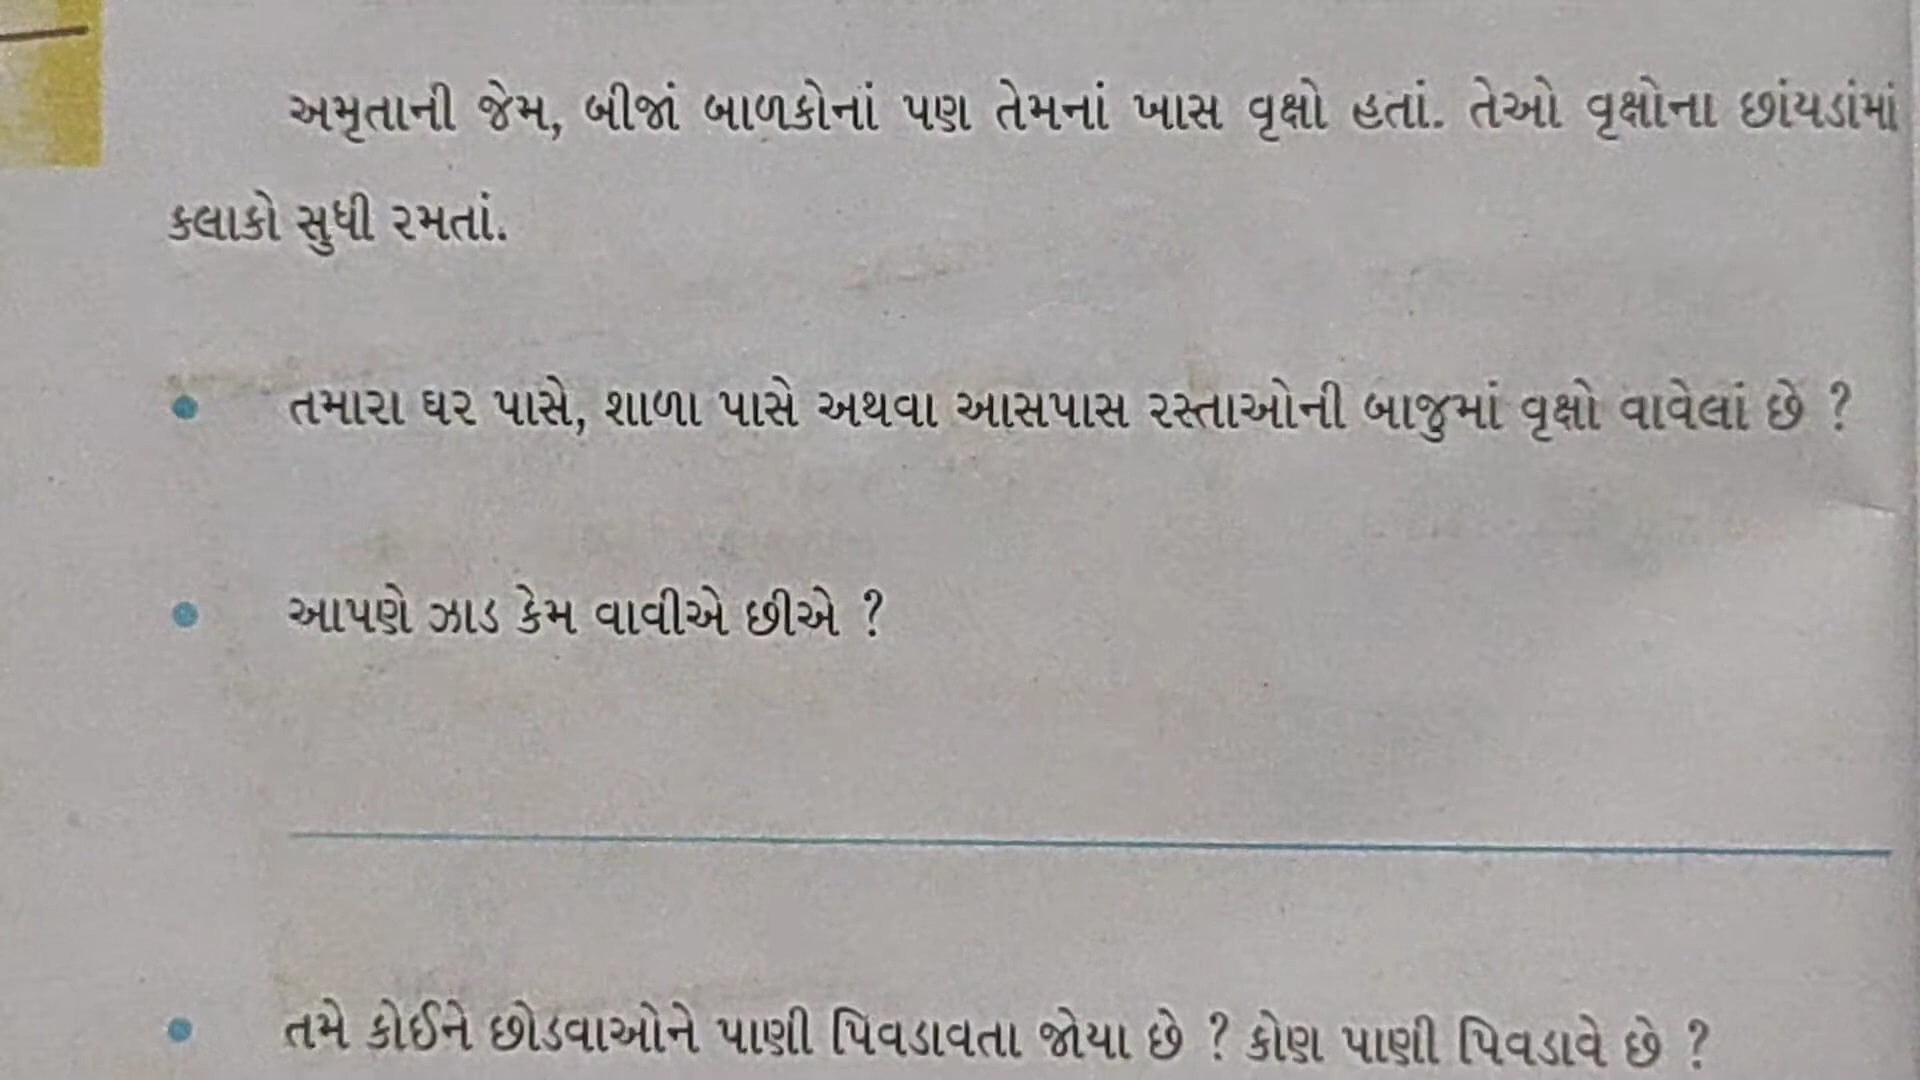 અમૃતાની જેમ, બીજાં બાળકોનાં પણ તેમનાં ખાસ વૃક્ષો હતાં. તેઓ વૃક્ષોના છાંયડાંમાં
કલાકો સુધી રમતાં.
• તમારા ઘર પાસે, શાળા પાસે અથવા આસપાસ રસ્તાઓની બાજુમાં વૃક્ષો વાવેલાં છે ?
• આપણે ઝાડ કેમ વાવીએ છીએ ?
• તમે કોઈને છોડવાઓને પાણી પિવડાવતા જોયા છે ? કોણ પાણી પિવડાવે છે ?